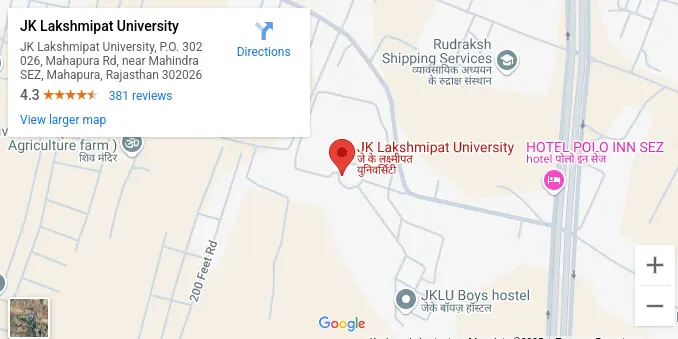 JK Lakshmipat University
JK Lakshmipat University, P.O. 302
026, Mahapura Rd, near Mahindra
SEZ, Mahapura, Rajasthan 302026
Directions
4.3
381 reviews
View larger map
Rudraksh
Shipping Services
व्यावसायिक अध्ययन
के रुद्राक्ष संस्थान
Agriculture farm )
शिव मंदिर
JK Lakshmipat University
जे के लक्ष्मीपत
युनिवर्सिटी
HOTEL POLO INN SEZ
hotel पोलो इन सेज
200 Feet Rd
JKLU Boys hostel
जेके बॉयज़ हॉस्टल
Google